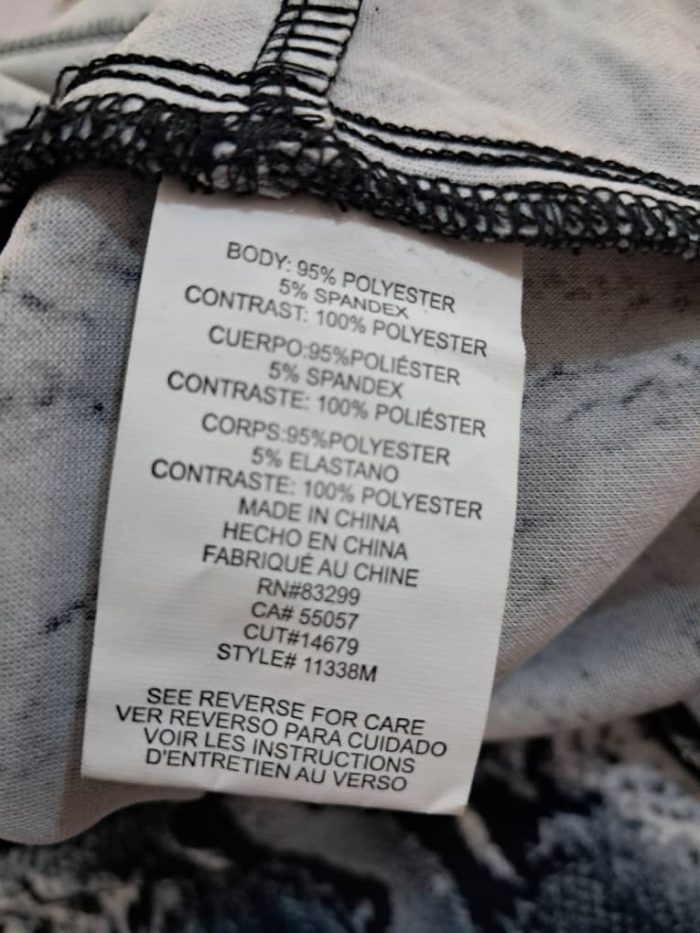 BODY: 95% POLYESTER
5% SPANDEX
CONTRAST: 100% POLYESTER
CUERPO:95%POLIÉSTER
5% SPANDEX
CONTRASTE: 100% POLIÉSTER
CORPS:95%POLYESTER
5% ELASTANO
CONTRASTE: 100% POLYESTER
MADE IN CHINA
HECHO EN CHINA
FABRIQUÉ AU CHINE
RN#83299
CA# 55057
CUT#14679
STYLE# 11338M
SEE REVERSE FOR CARE
VER REVERSO PARA CUIDADO
VOIR LES INSTRUCTIONS
D'ENTRETIEN AU VERSO